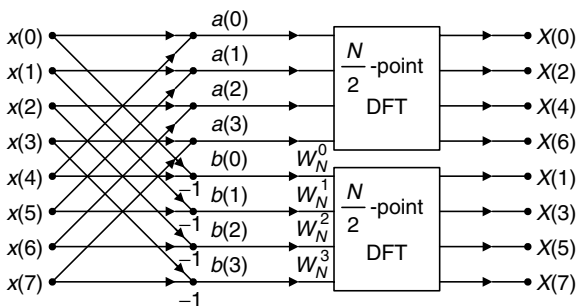 x(0) a(0) X(0)
x(1) a(1) N/2 -point X(2)
x(2) a(2) DFT X(4)
x(3) a(3) X(6)
x(4) b(0) W_N^0 X(1)
−1
x(5) b(1) W_N^1 N/2 -point X(3)
−1
x(6) b(2) W_N^2 DFT X(5)
−1
x(7) b(3) W_N^3 X(7)
−1